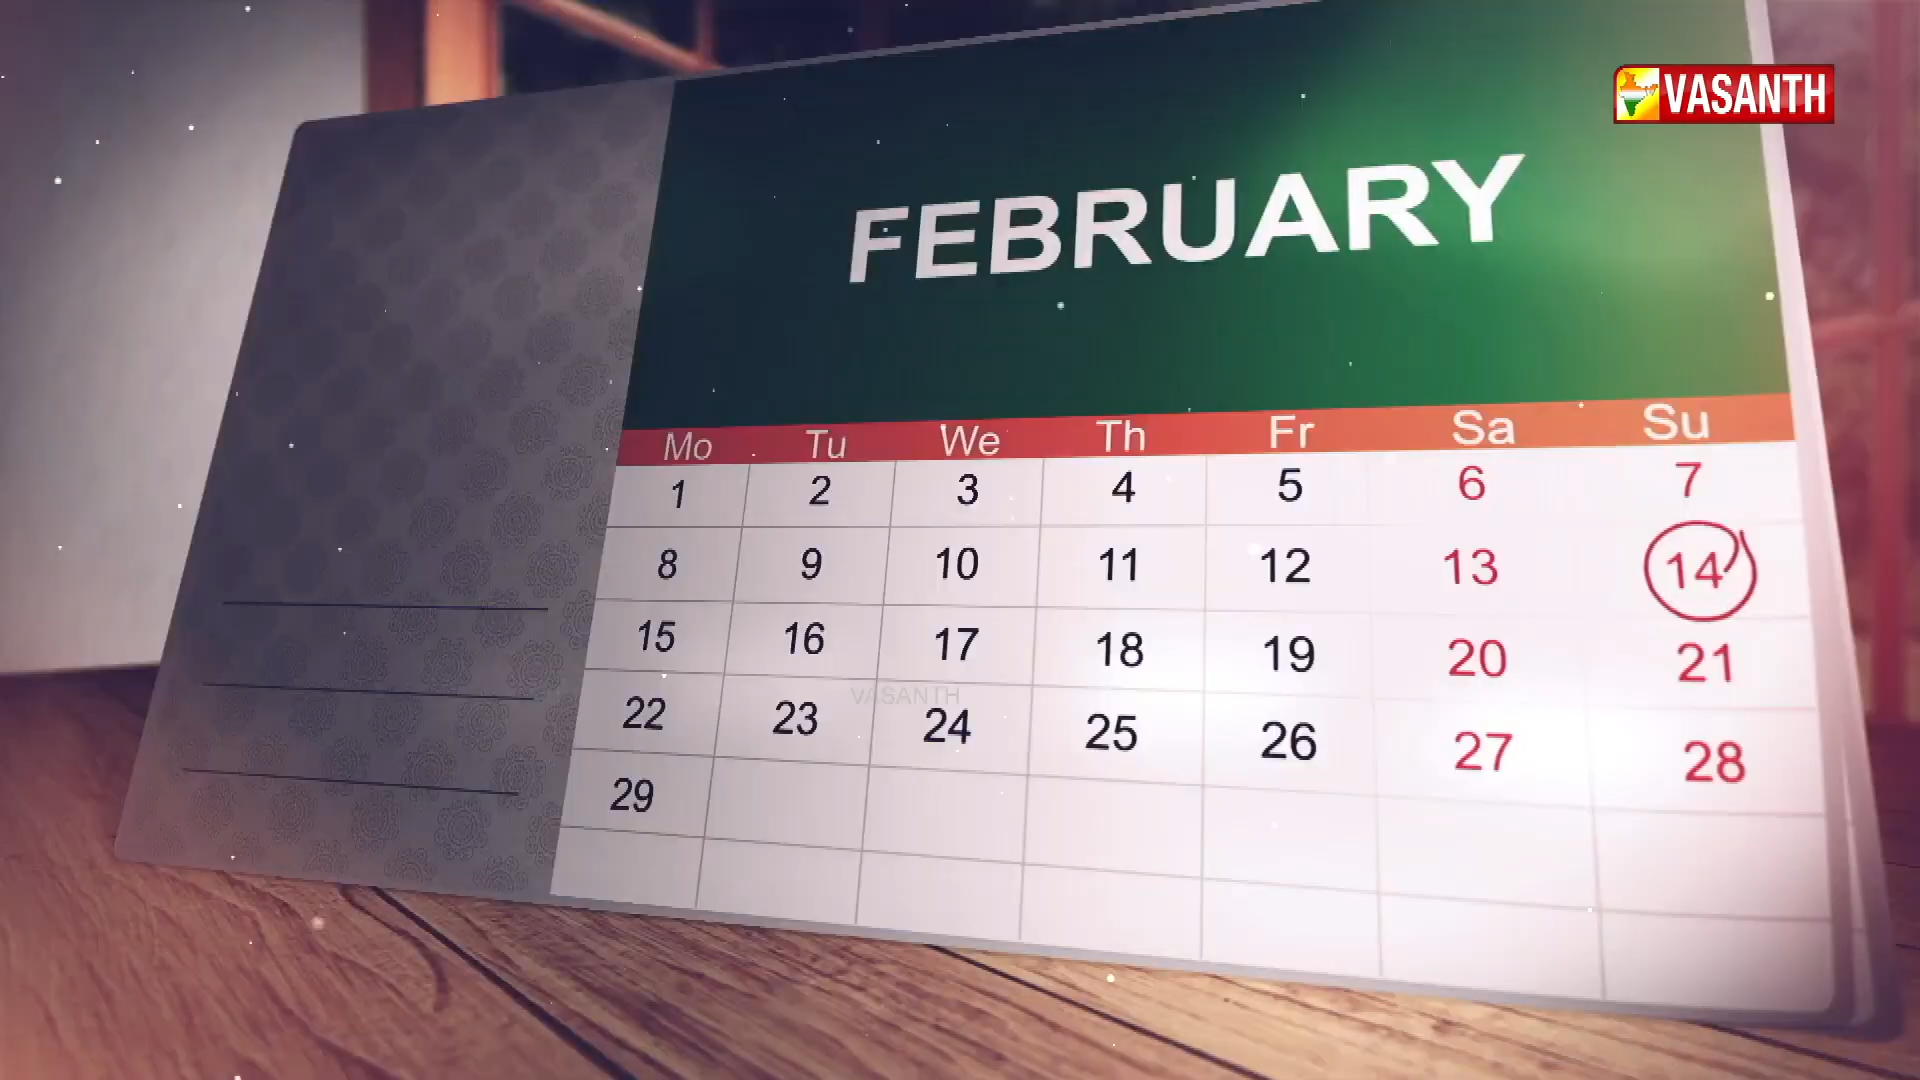 VASANTH
FEBRUARY
Mo Tu We Th Fr Sa Su
1 2 3 4 5 6 7
8 9 10 11 12 13 14
15 16 17 18 19 20 21
VASANTH
22 23 24 25 26 27 28
29